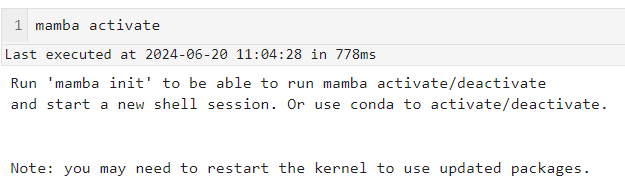 1 mamba activate
Last executed at 2024-06-20 11:04:28 in 778ms
Run 'mamba init' to be able to run mamba activate/deactivate
and start a new shell session. Or use conda to activate/deactivate.
Note: you may need to restart the kernel to use updated packages.